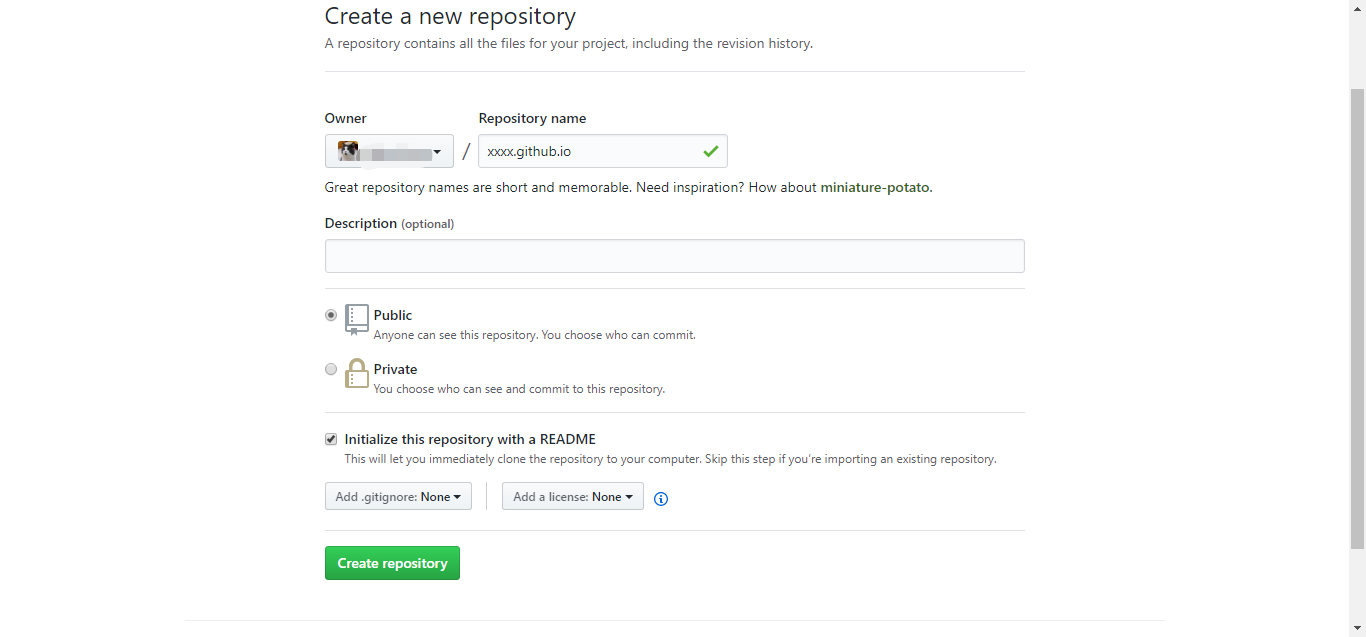 Create a new repository
A repository contains all the files for your project, including the revision history.
Owner
Repository name
/
xxxx.github.io
Great repository names are short and memorable. Need inspiration? How about miniature-potato.
Description (optional)
Public
Anyone can see this repository. You choose who can commit.
Private
You choose who can see and commit to this repository.
Initialize this repository with a README
This will let you immediately clone the repository to your computer. Skip this step if you're importing an existing repository.
Add .gitignore: None
Add a license: None
Create repository